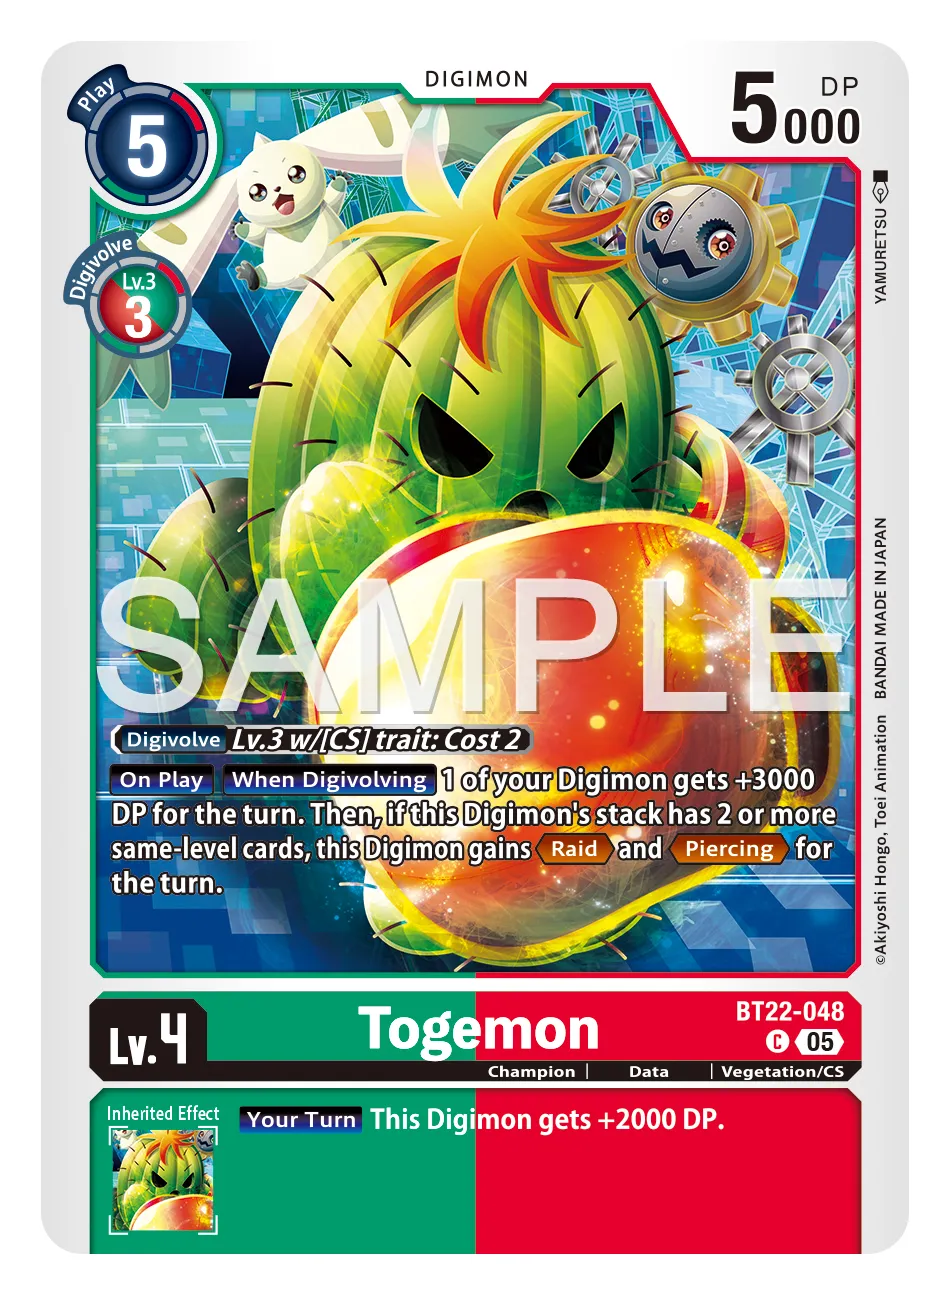 DIGIMON
Play
5
DP
5000
Digivolve
Lv.3
3
YAMURETSU
SAMPLE
Digivolve Lv.3 w/[CS] trait: Cost 2
On Play When Digivolving 1 of your Digimon gets +3000
DP for the turn. Then, if this Digimon's stack has 2 or more
same-level cards, this Digimon gains Raid and Piercing for
the turn.
©Akiyoshi Hongo, Toei Animation BANDAI MADE IN JAPAN
Lv.4
Togemon
BT22-048
C 05
Champion | Data | Vegetation/CS
Inherited Effect
Your Turn This Digimon gets +2000 DP.